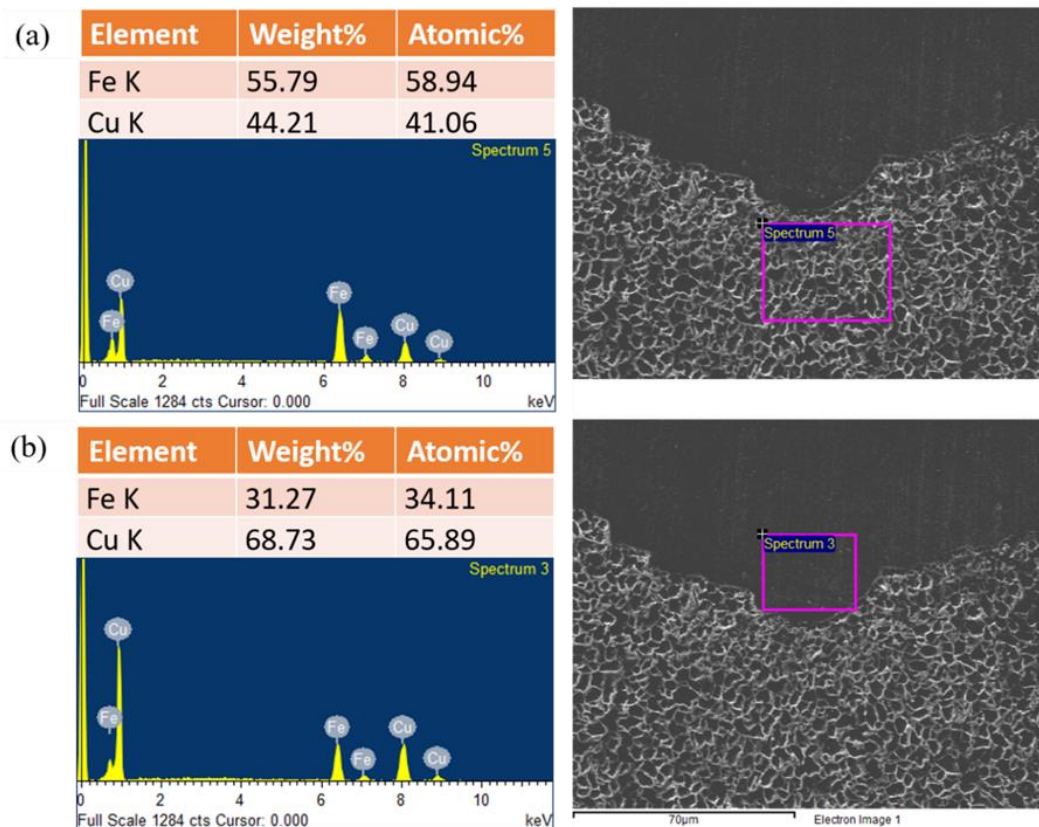 (a)
Element Weight% Atomic%
Fe K 55.79 58.94
Cu K 44.21 41.06
Spectrum 5
Cu
Fe
Fe
Fe
Cu
Cu
0 2 4 6 8 10
Full Scale 1284 cts Cursor: 0.000 keV
Spectrum 5
(b)
Element Weight% Atomic%
Fe K 31.27 34.11
Cu K 68.73 65.89
Spectrum 3
Cu
Fe
Fe
Fe
Cu
Cu
0 2 4 6 8 10
Full Scale 1284 cts Cursor: 0.000 keV
Spectrum 3
70µm Electron Image 1